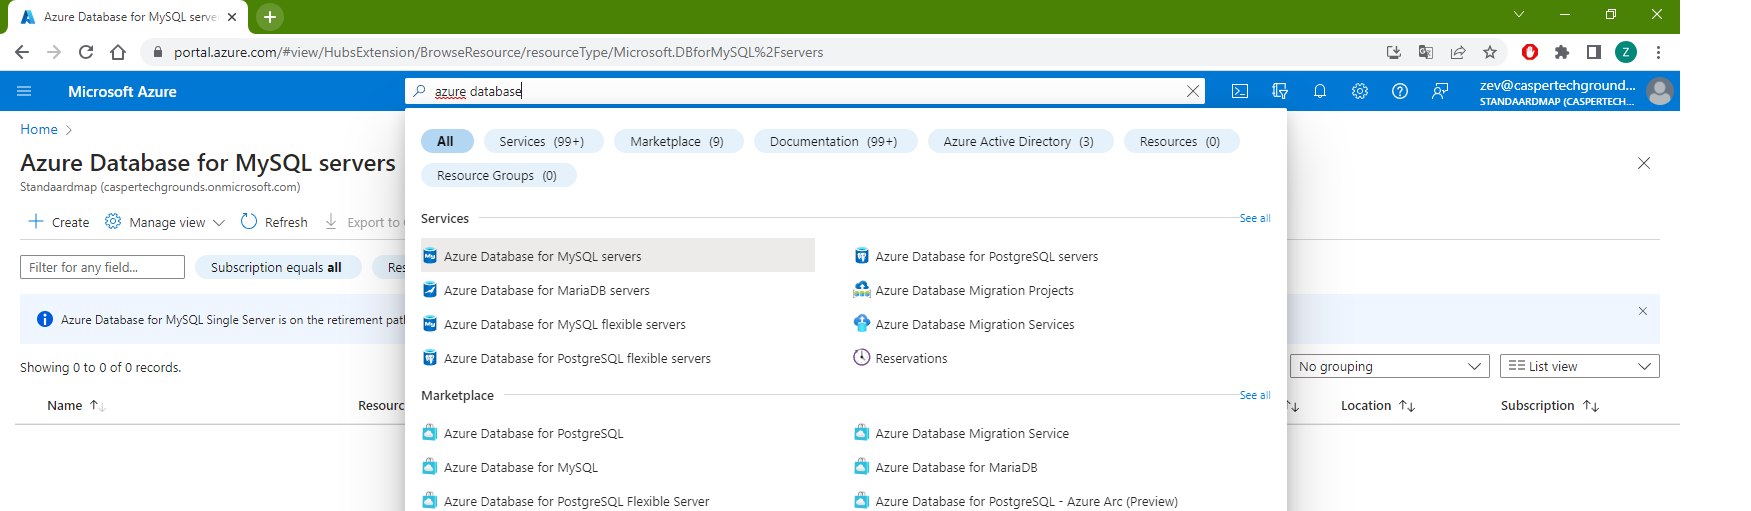 Azure Database for MySQL serve
portal.azure.com/#view/HubsExtension/BrowseResource/resourceType/Microsoft.DBforMySQL%2Fservers
Z
Microsoft Azure
azure database
zev@caspertechground...
STANDAARDMAP (CASPERTECH...
Home
All
Services (99+)
Marketplace (9)
Documentation (99+)
Azure Active Directory (3)
Resources (0)
Resource Groups (0)
Azure Database for MySQL servers
Standaardmap (caspertechgrounds.onmicrosoft.com)
Create
Manage view
Refresh
Export to
Services
See all
Filter for any field...
Subscription equals all
Res
Azure Database for MySQL servers
Azure Database for PostgreSQL servers
Azure Database for MariaDB servers
Azure Database Migration Projects
Azure Database for MySQL Single Server is on the retirement pat
Azure Database for MySQL flexible servers
Azure Database Migration Services
Azure Database for PostgreSQL flexible servers
Reservations
Showing 0 to 0 of 0 records.
No grouping
List view
Marketplace
See all
Name
Resourc
Location
Subscription
Azure Database for PostgreSQL
Azure Database Migration Service
Azure Database for MySQL
Azure Database for MariaDB
Azure Database for PostgreSQL Flexible Server
Azure Database for PostgreSQL - Azure Arc (Preview)